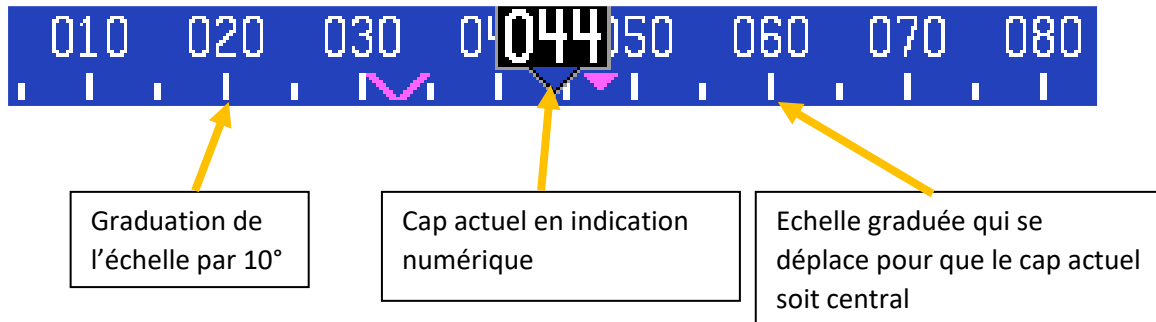 010 020 030 04 044 050 060 070 080
Graduation de
l'échelle par 10°
Cap actuel en indication
numérique
Echelle graduée qui se
déplace pour que le cap actuel
soit central